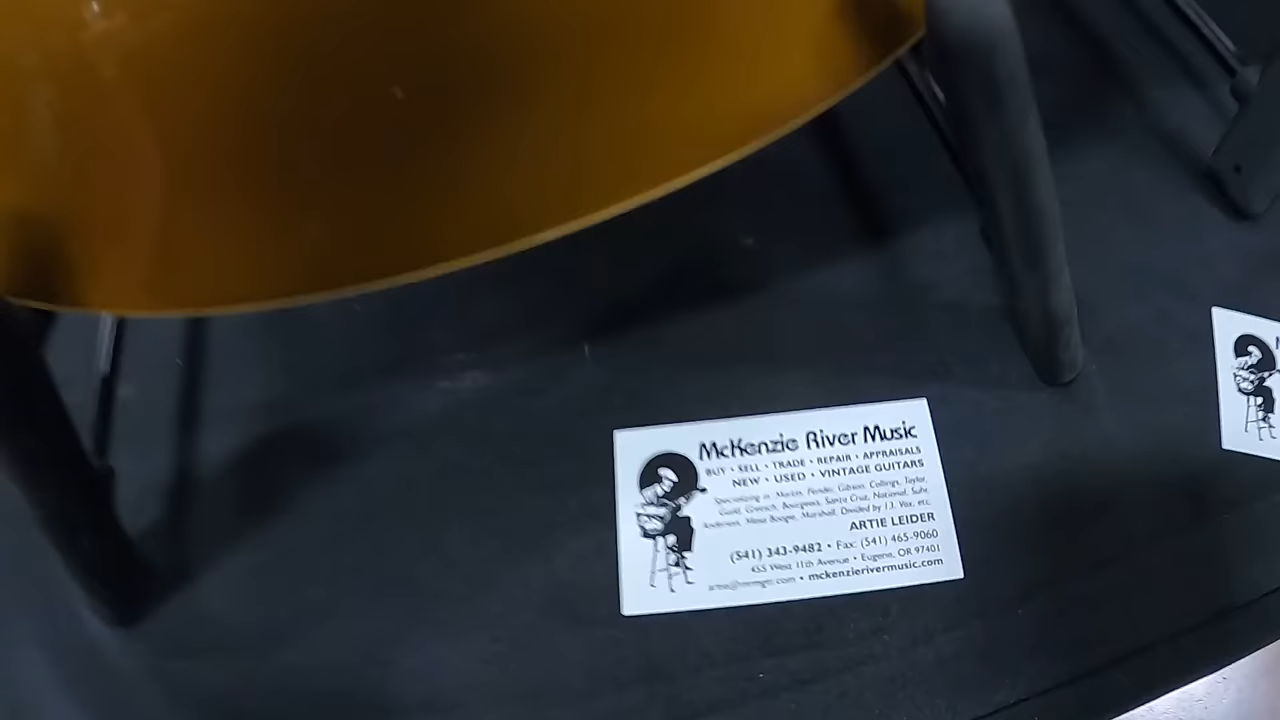 McKenzie River Music
BUY • SELL • TRADE • REPAIR • APPRAISALS
NEW • USED • VINTAGE GUITARS
Specializing in Martin, Fender, Gibson, Collings, Taylor,
Guild, Gretsch, Bourgeois, Santa Cruz, National, Suhr,
Anderson, Mesa Boogie, Marshall, Divided by 13, Vox, etc.
ARTIE LEIDER
(541) 343-9482 • Fax: (541) 465-9060
455 West 11th Avenue • Eugene, OR 97401
• mckenzierivermusic.com